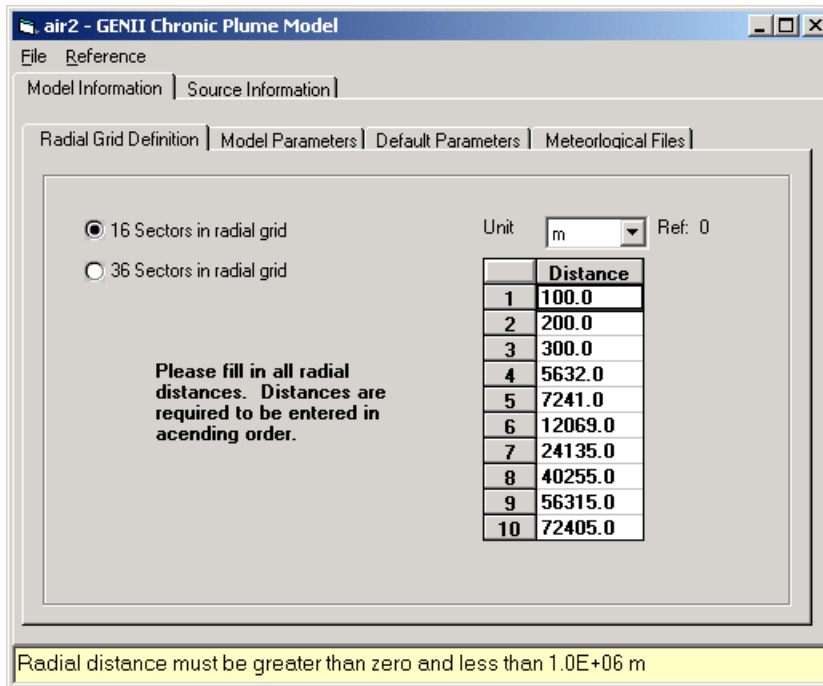 air2 - GENII Chronic Plume Model
File Reference
Model Information Source Information
Radial Grid Definition Model Parameters Default Parameters Meteorlogical Files
16 Sectors in radial grid
36 Sectors in radial grid
Please fill in all radial
distances. Distances are
required to be entered in
acending order.
Unit m Ref: 0
Distance
1 100.0
2 200.0
3 300.0
4 5632.0
5 7241.0
6 12069.0
7 24135.0
8 40255.0
9 56315.0
10 72405.0
Radial distance must be greater than zero and less than 1.0E+06 m